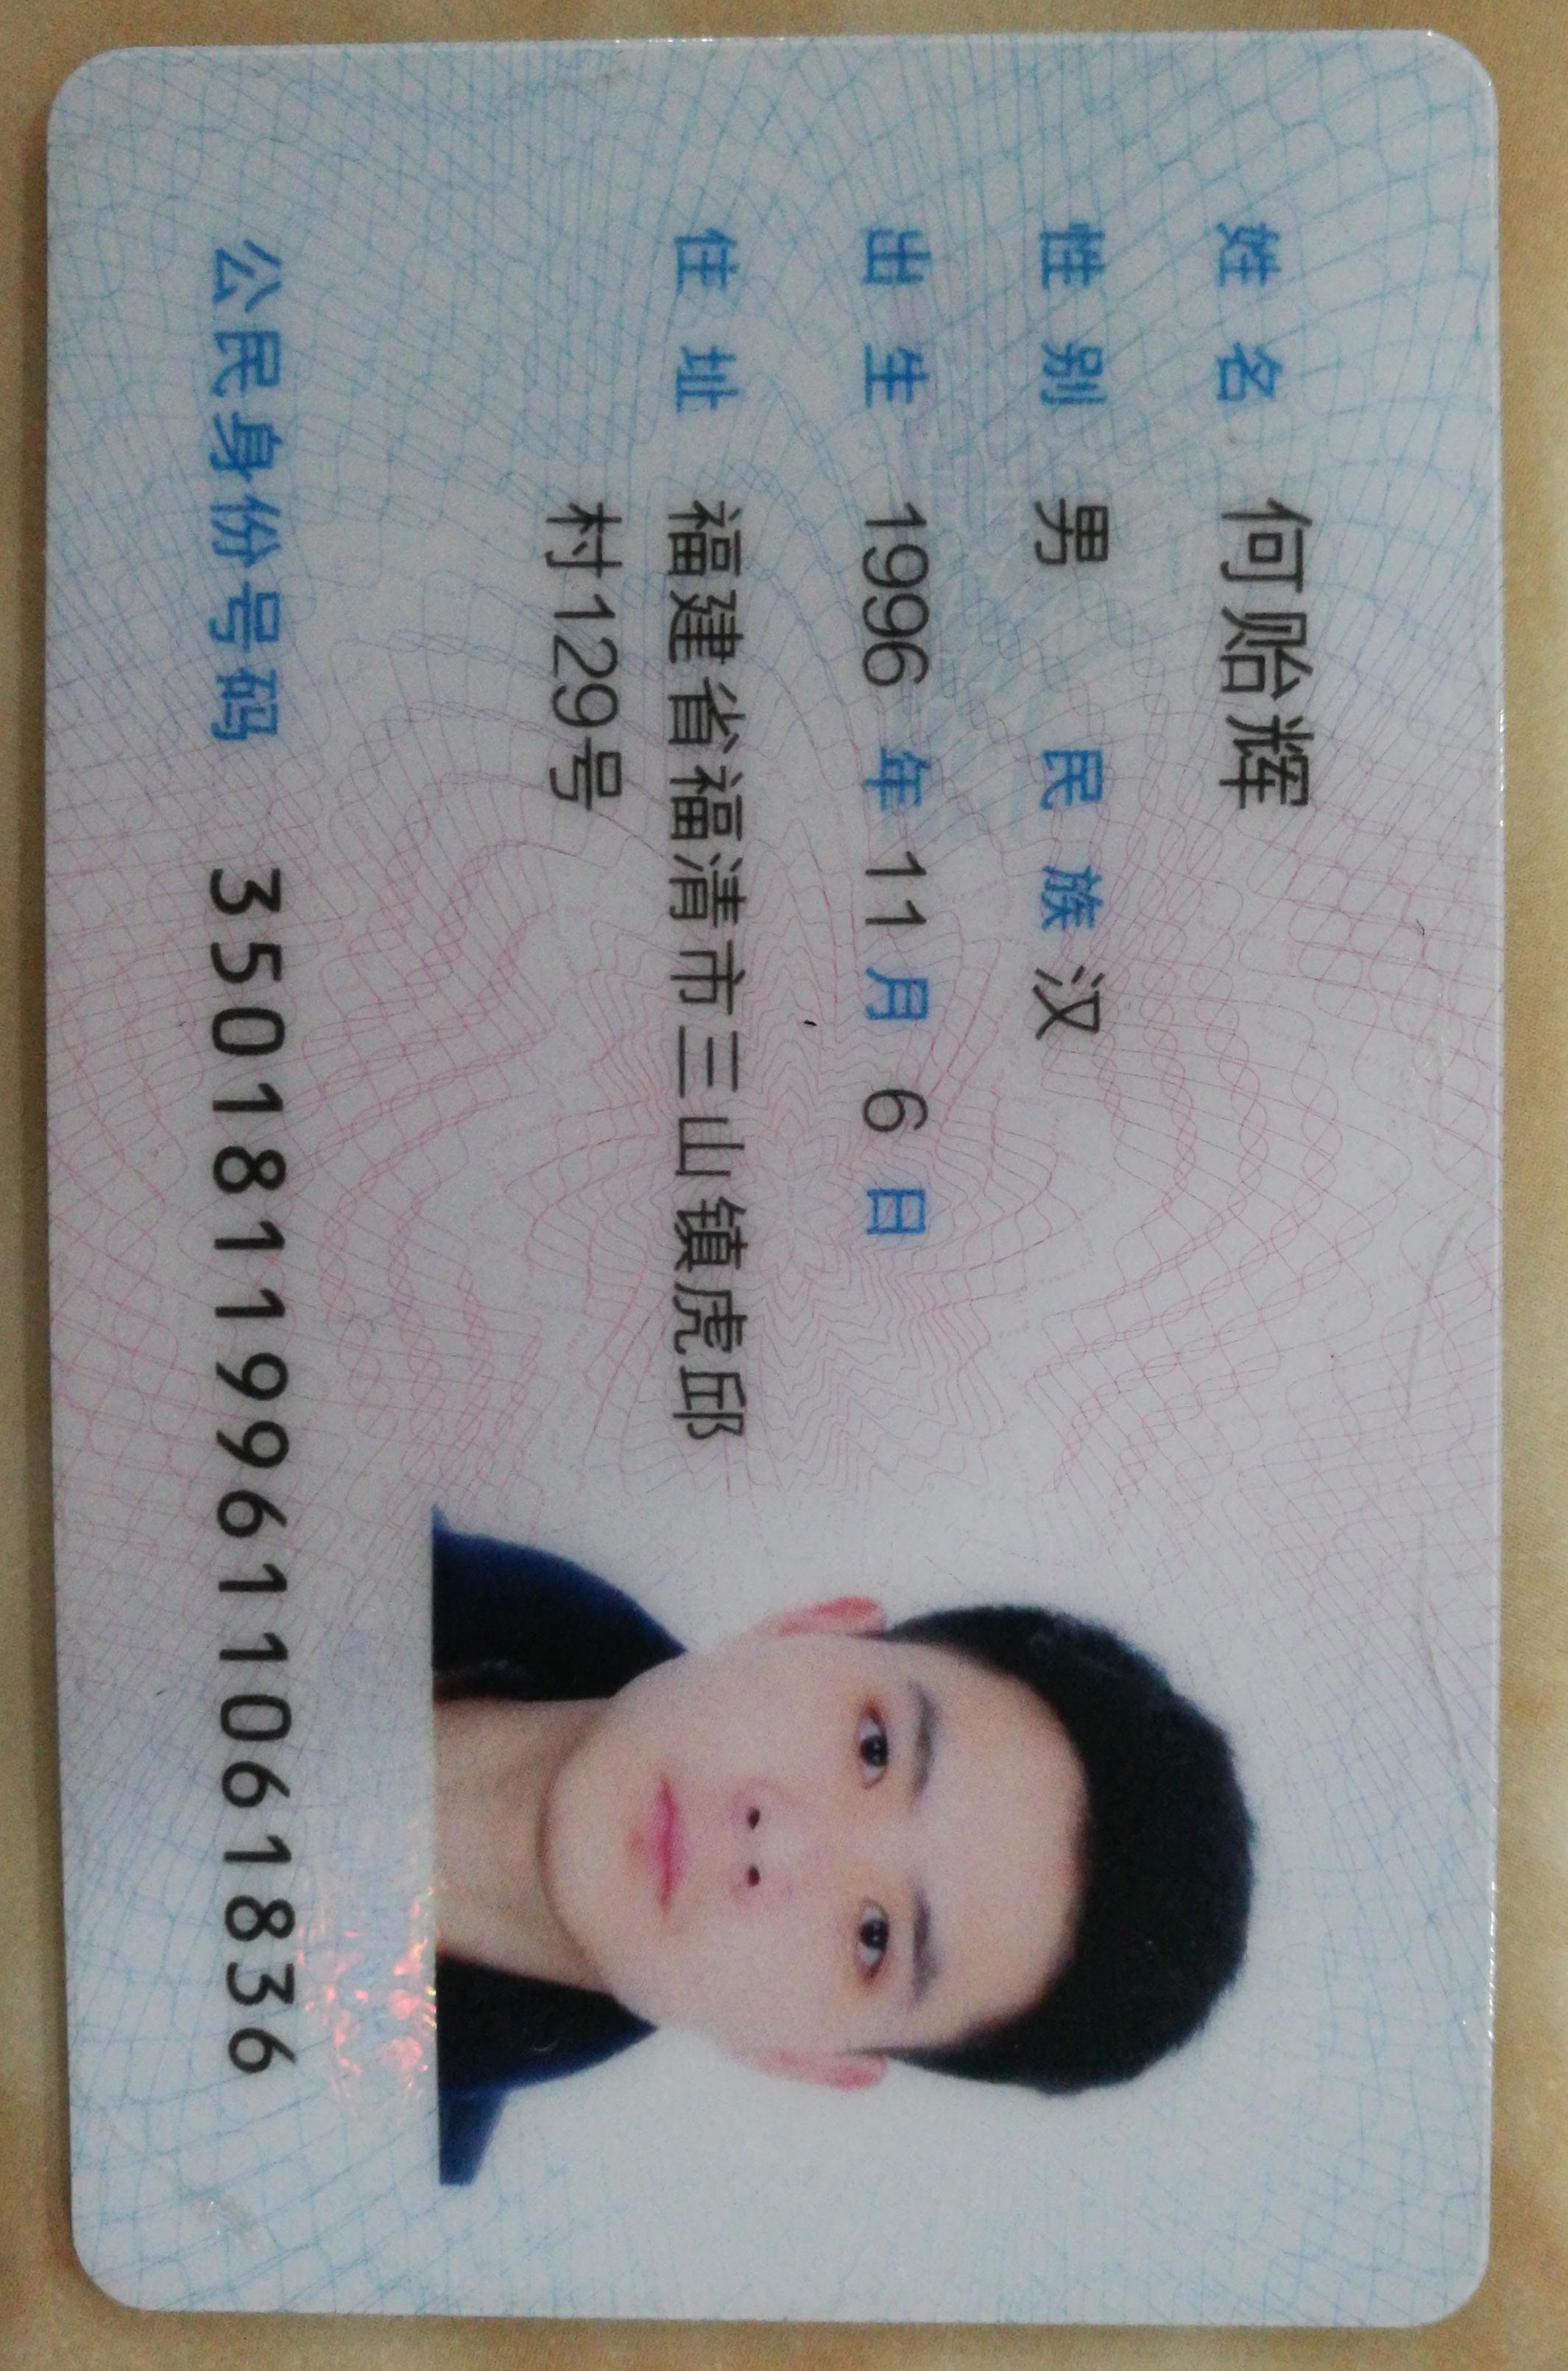 姓名 何贻辉
性别 男 民族 汉
出生 1996 年 11 月 6 日
住址 福建省福清市三山镇虎邱
村129号
公民身份号码 350181199611061836